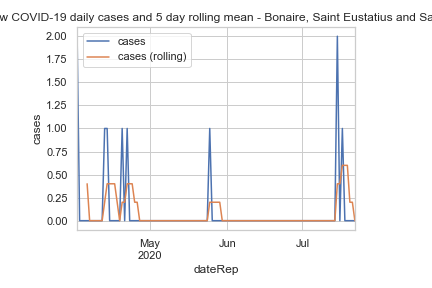 w COVID-19 daily cases and 5 day rolling mean - Bonaire, Saint Eustatius and Sa
cases
cases (rolling)
2.00
1.75
1.50
1.25
1.00
0.75
0.50
0.25
0.00
cases
May
2020
Jun
Jul
dateRep